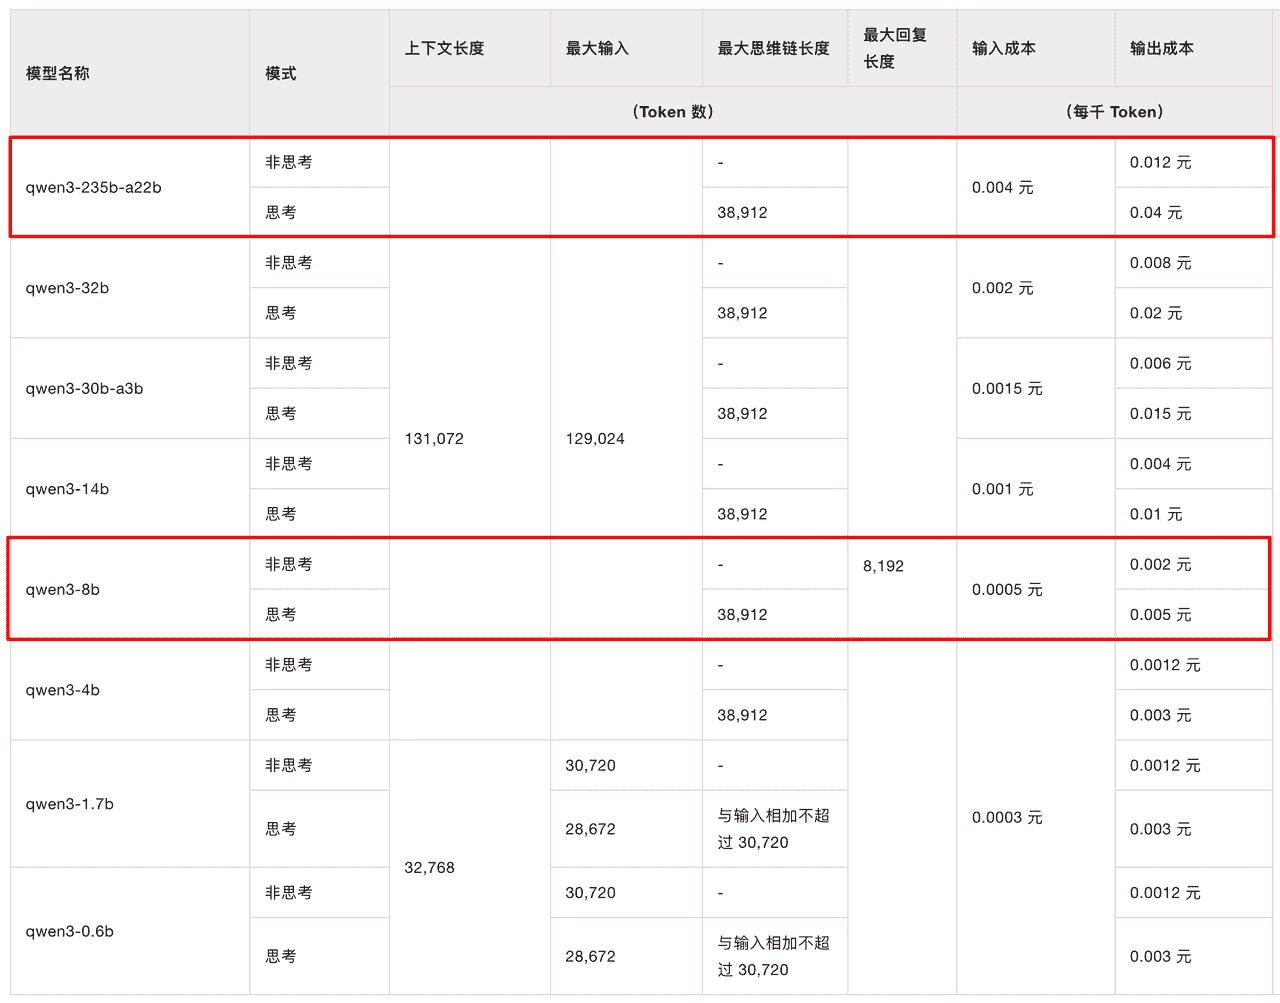 模型名称 模式 上下文长度 最大输入 最大思维链长度 最大回复长度 输入成本 输出成本
（Token 数） （每千 Token）
qwen3-235b-a22b 非思考 - 0.004 元 0.012 元
思考 38,912 0.04 元
qwen3-32b 非思考 - 0.002 元 0.008 元
思考 38,912 0.02 元
qwen3-30b-a3b 非思考 - 0.0015 元 0.006 元
思考 38,912 0.015 元
131,072 129,024
qwen3-14b 非思考 - 0.001 元 0.004 元
思考 38,912 0.01 元
qwen3-8b 非思考 - 8,192 0.0005 元 0.002 元
思考 38,912 0.005 元
qwen3-4b 非思考 - 0.0012 元
思考 38,912 0.003 元
qwen3-1.7b 非思考 30,720 - 0.0012 元
思考 28,672 与输入相加不超过 30,720 0.0003 元 0.003 元
32,768
qwen3-0.6b 非思考 30,720 - 0.0012 元
思考 28,672 与输入相加不超过 30,720 0.003 元